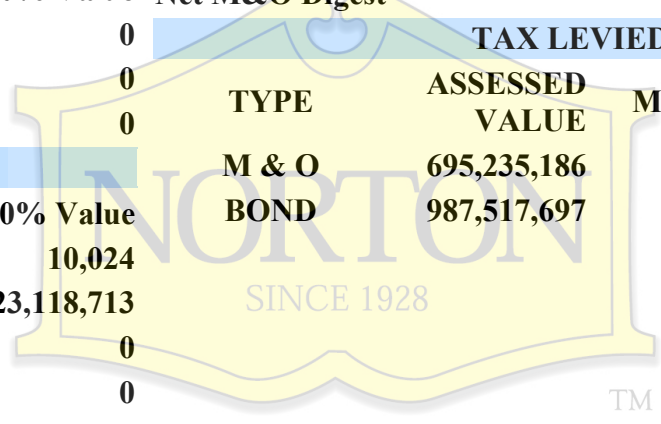 Net M&O Digest
0
TAX LEVIED
0
TYPE
ASSESSED
VALUE
M
0
M & O
695,235,186
0% Value
BOND
987,517,697
10,024
23,118,713
0
0
NORTON
SINCE 1928
TM